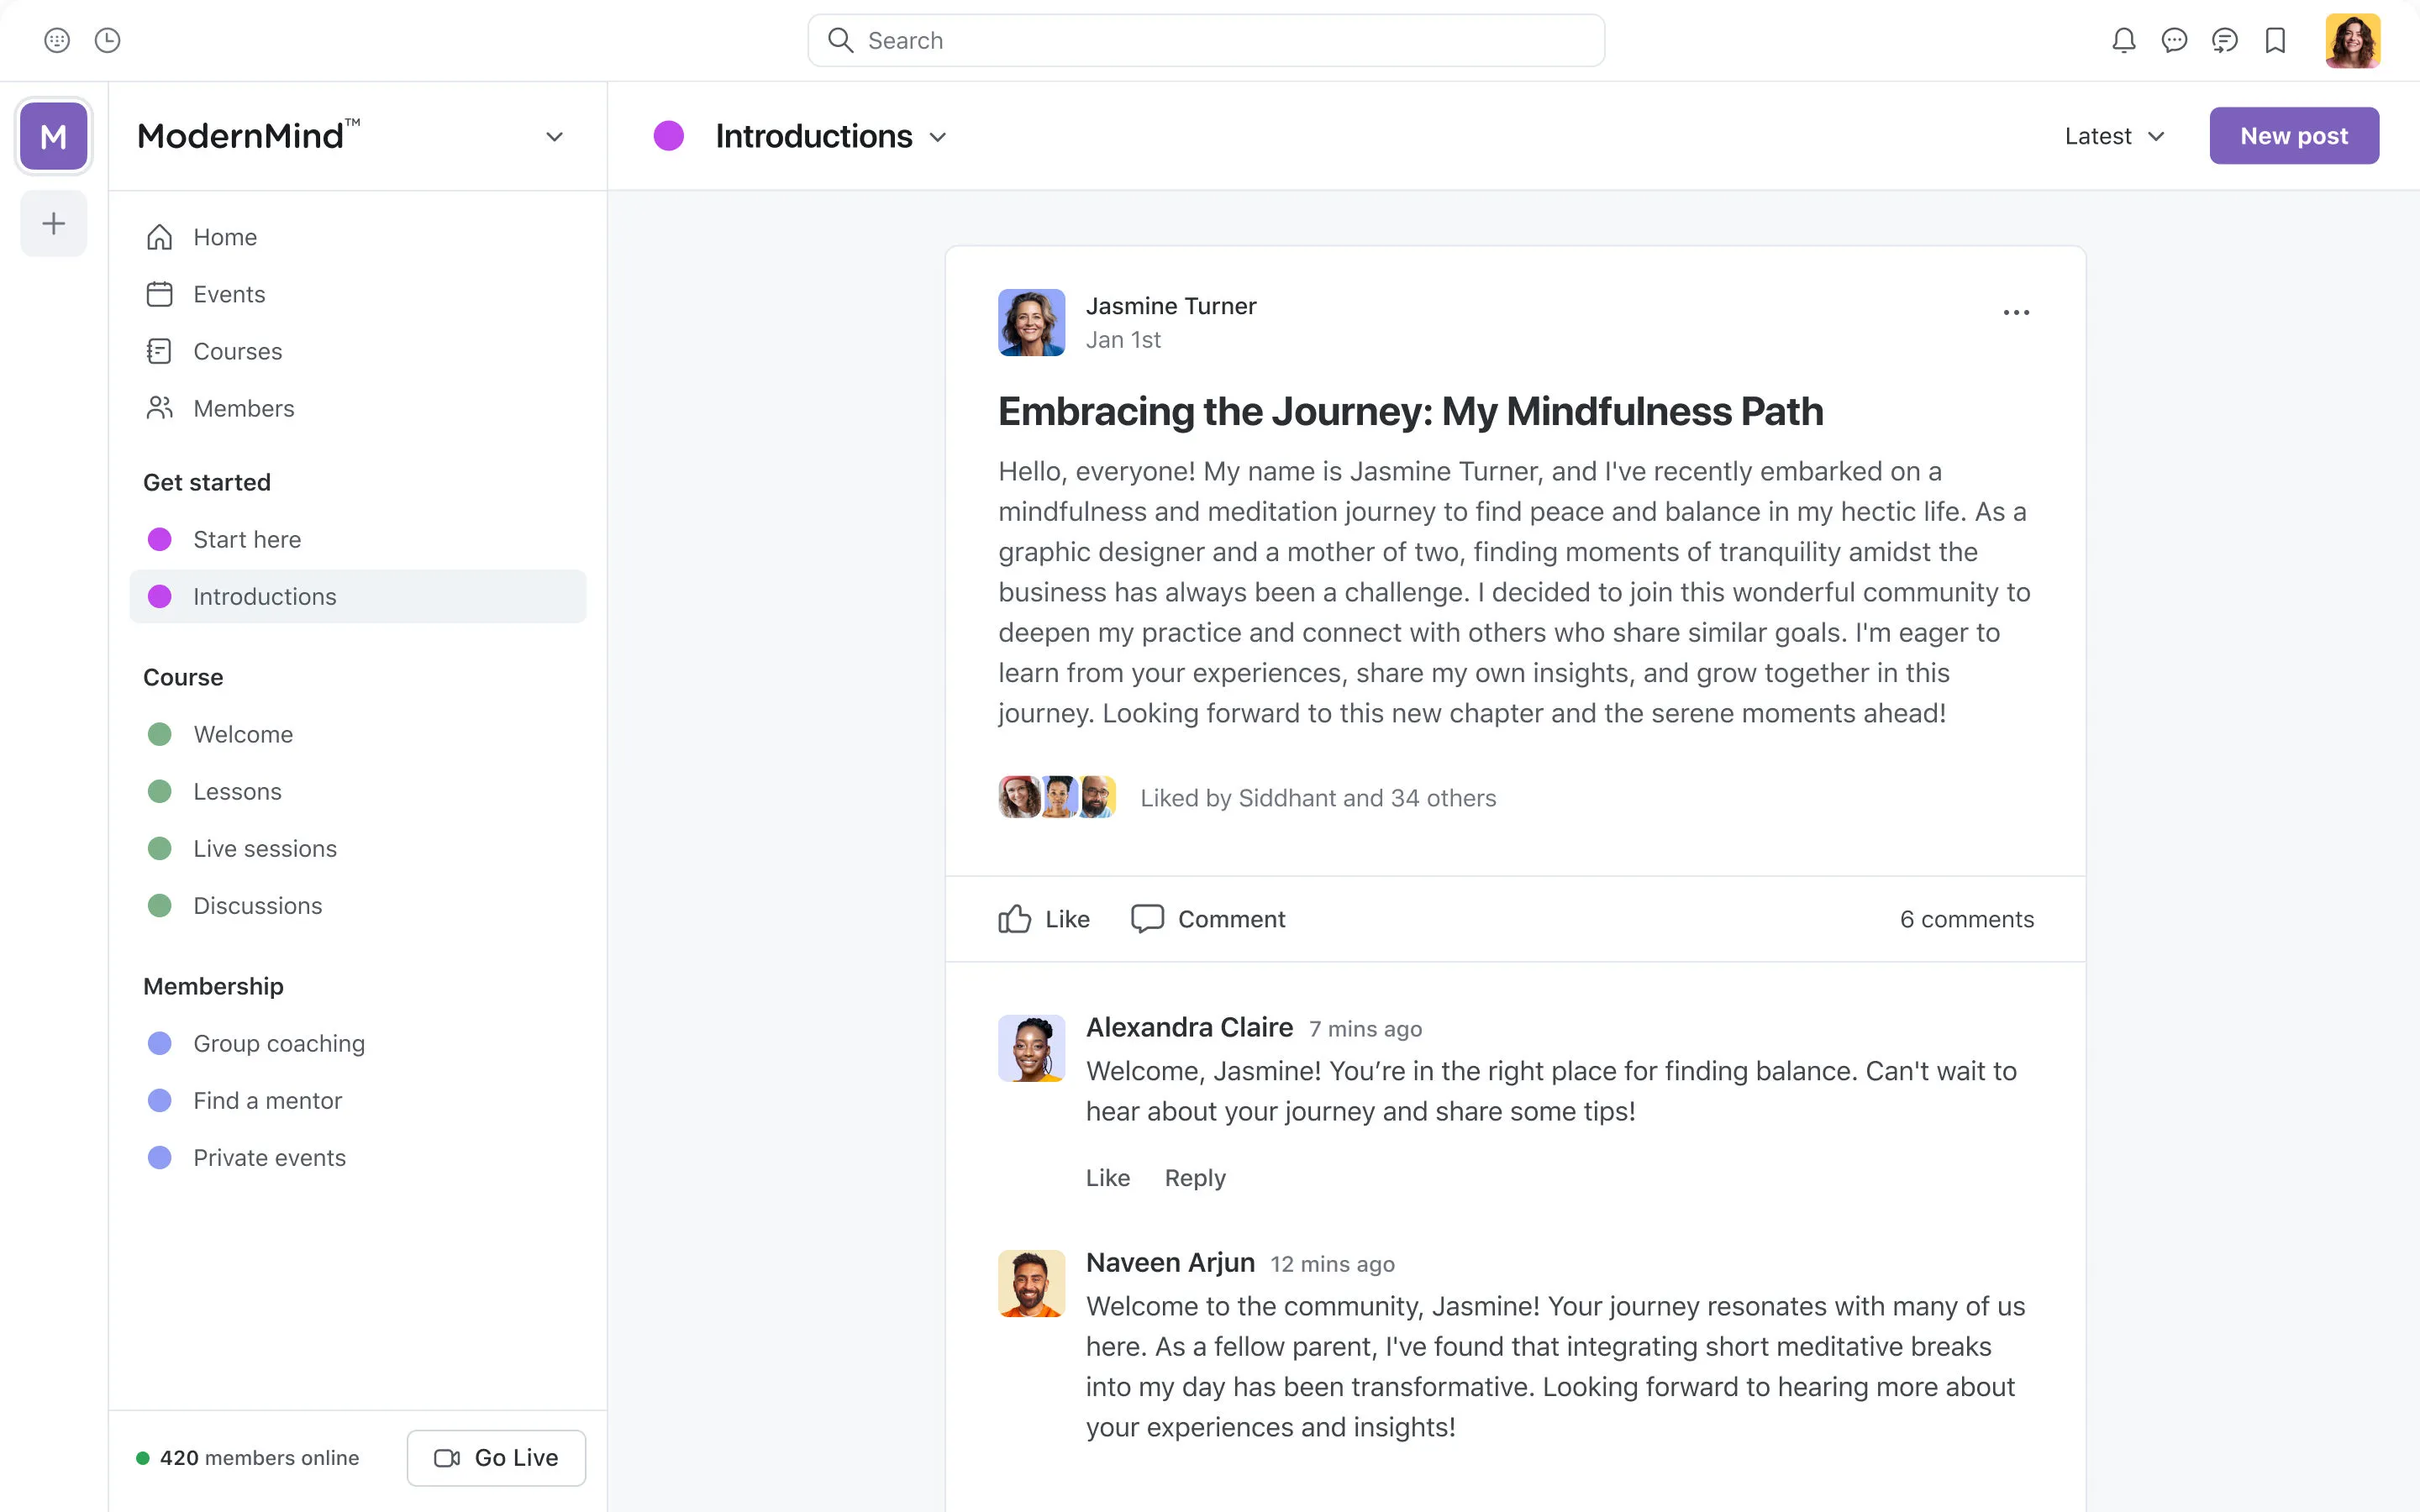 Search
M
ModernMind™
Introductions
Latest
New post
Home
Events
Courses
Members
Get started
Start here
Introductions
Course
Welcome
Lessons
Live sessions
Discussions
Membership
Group coaching
Find a mentor
Private events
420 members online
Go Live
Jasmine Turner
Jan 1st
Embracing the Journey: My Mindfulness Path
Hello, everyone! My name is Jasmine Turner, and I've recently embarked on a
mindfulness and meditation journey to find peace and balance in my hectic life. As a
graphic designer and a mother of two, finding moments of tranquility amidst the
business has always been a challenge. I decided to join this wonderful community to
deepen my practice and connect with others who share similar goals. I'm eager to
learn from your experiences, share my own insights, and grow together in this
journey. Looking forward to this new chapter and the serene moments ahead!
Liked by Siddhant and 34 others
Like
Comment
6 comments
Alexandra Claire 7 mins ago
Welcome, Jasmine! You’re in the right place for finding balance. Can't wait to
hear about your journey and share some tips!
Like Reply
Naveen Arjun 12 mins ago
Welcome to the community, Jasmine! Your journey resonates with many of us
here. As a fellow parent, I've found that integrating short meditative breaks
into my day has been transformative. Looking forward to hearing more about
your experiences and insights!